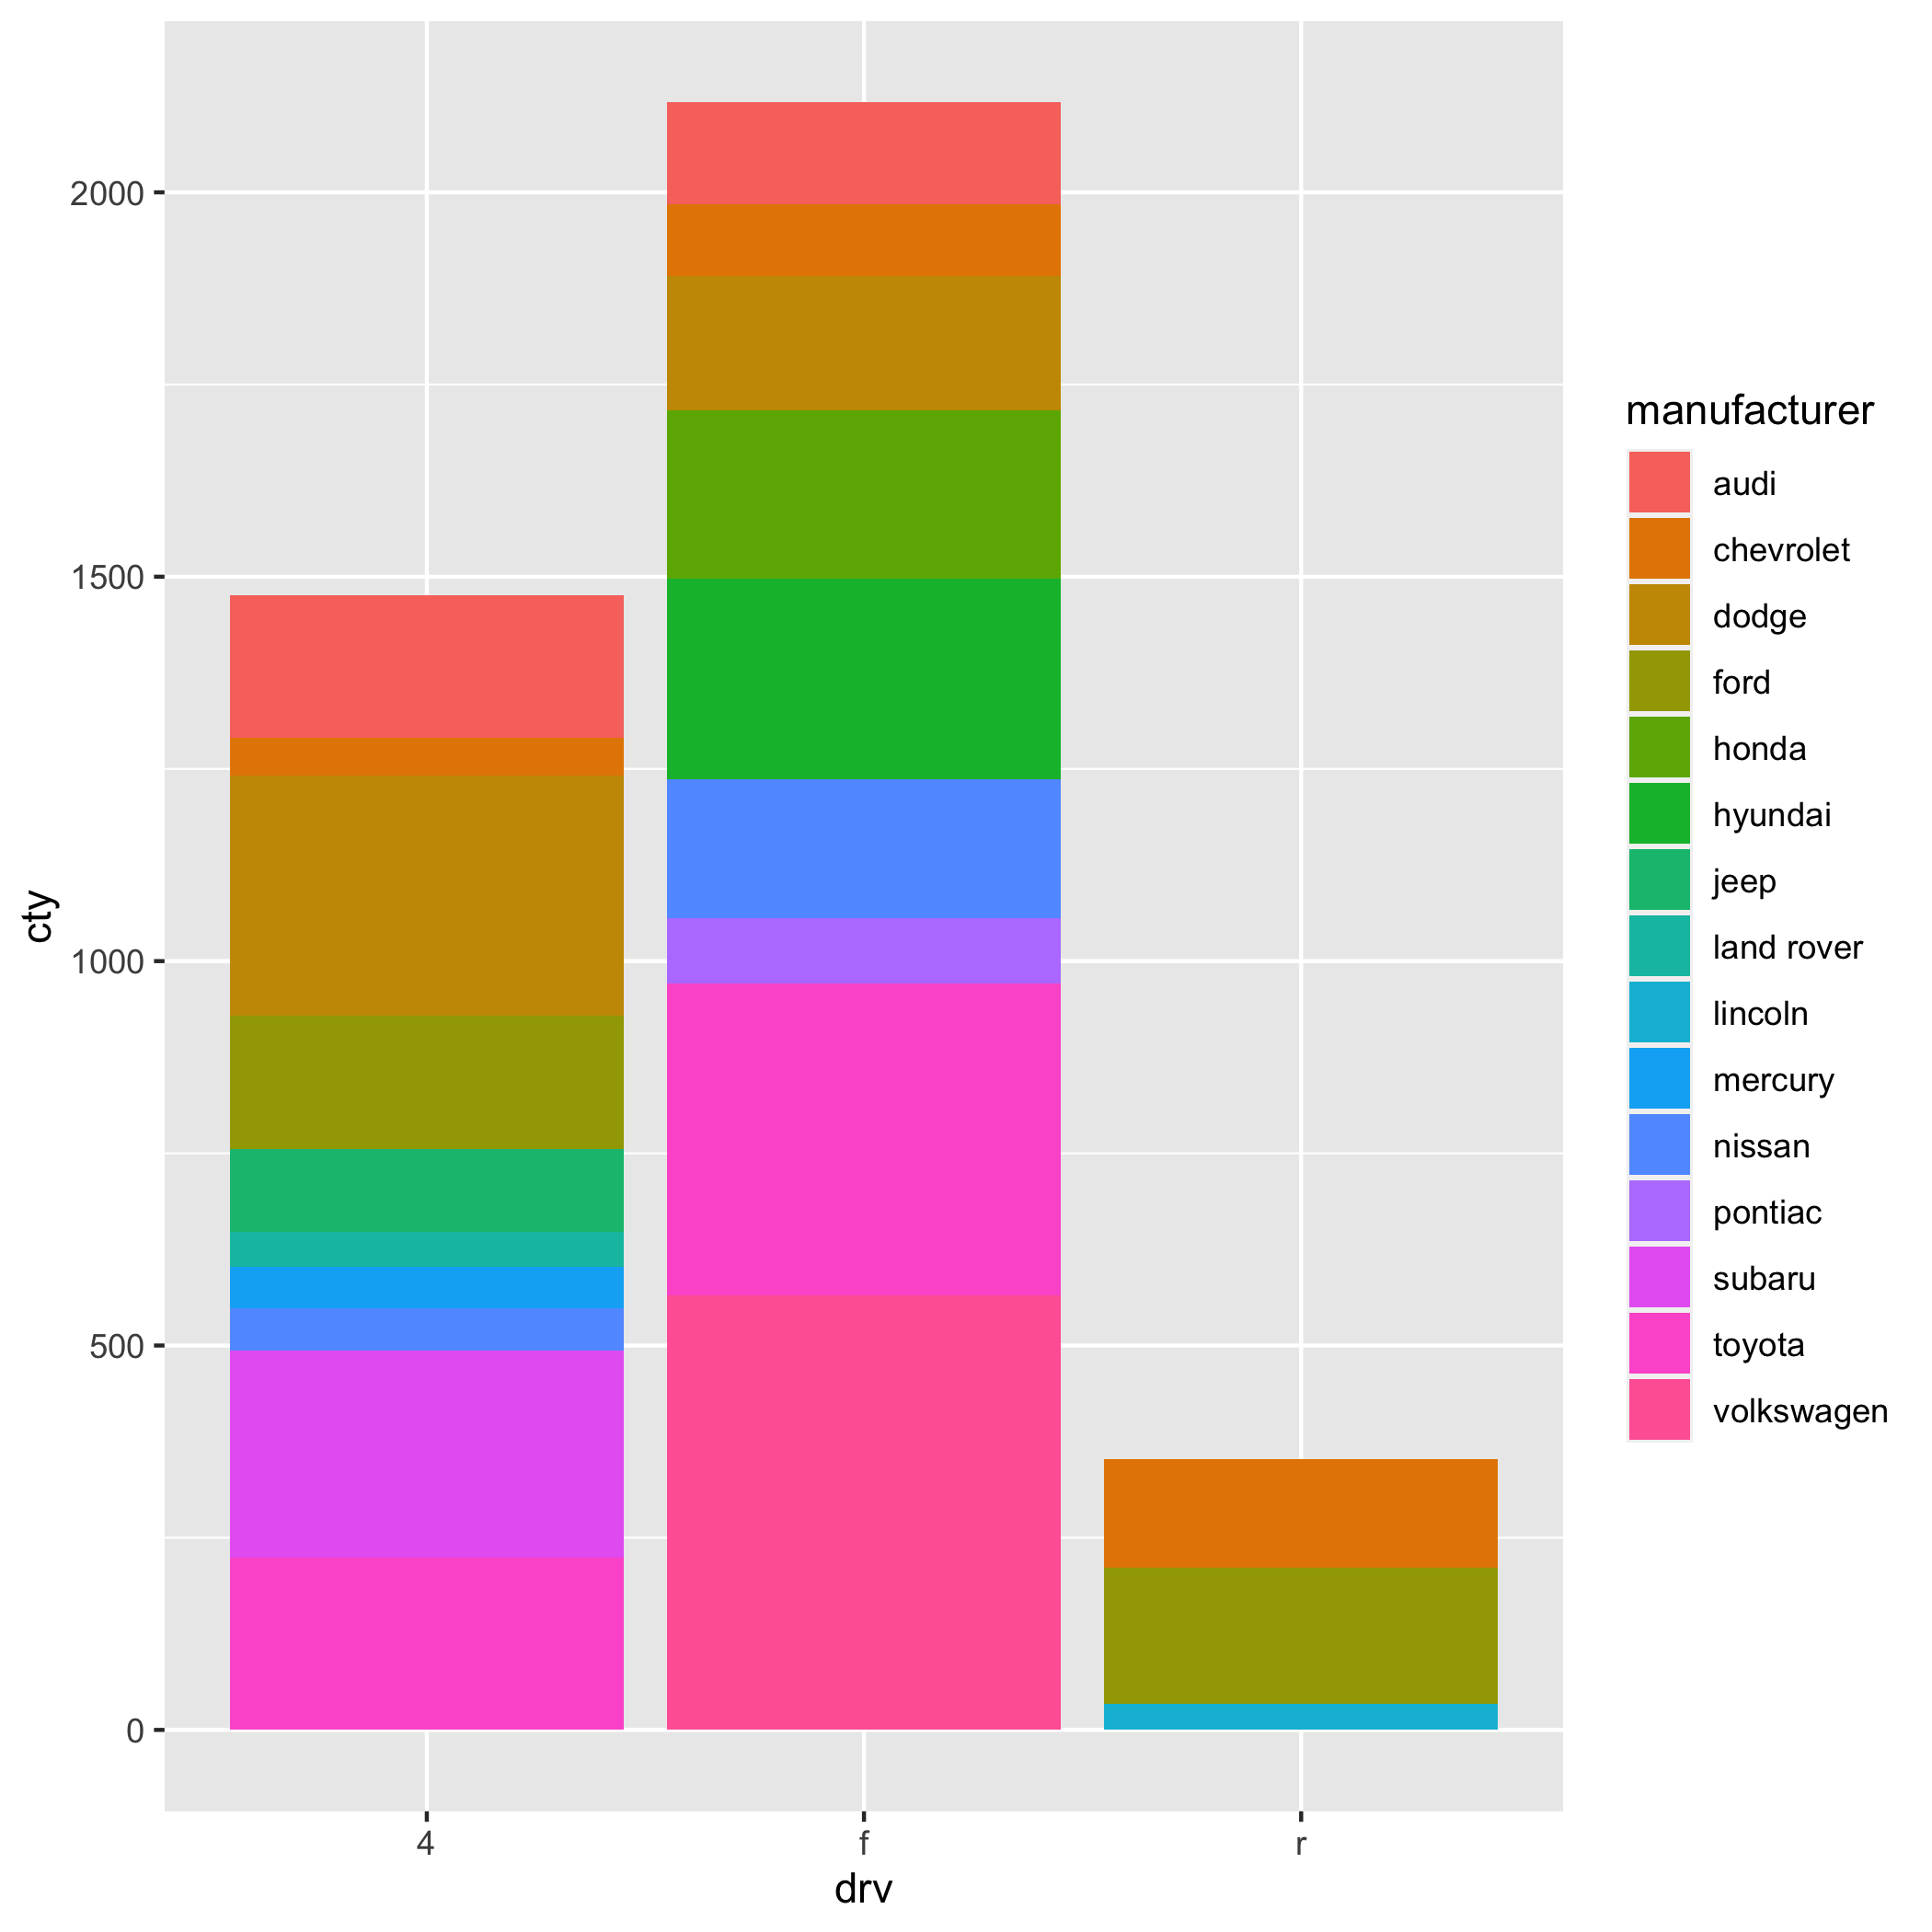 2000
1500
1000
500
0
cty
4
f
r
drv
manufacturer
audi
chevrolet
dodge
ford
honda
hyundai
jeep
land rover
lincoln
mercury
nissan
pontiac
subaru
toyota
volkswagen